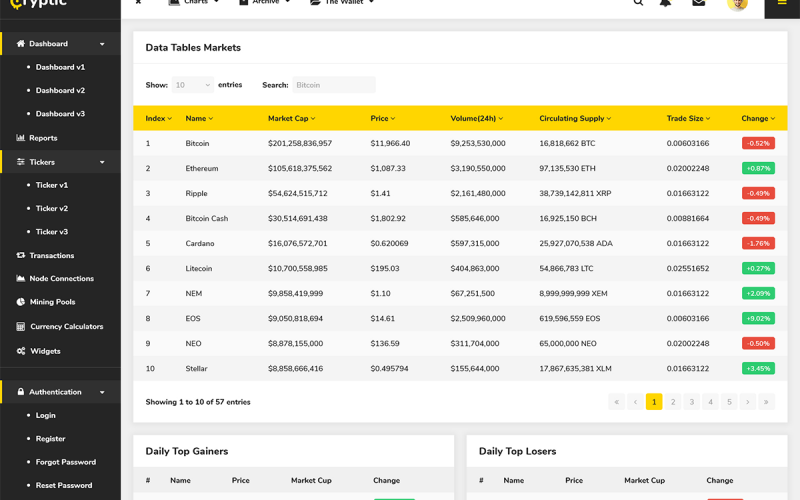 Cryptic
Charts
Archive
The Wallet
Dashboard
Dashboard v1
Dashboard v2
Dashboard v3
Reports
Tickers
Ticker v1
Ticker v2
Ticker v3
Transactions
Node Connections
Mining Pools
Currency Calculators
Widgets
Authentication
Login
Register
Forgot Password
Reset Password
Data Tables Markets
Show: 10 entries Search: Bitcoin
Index Name Market Cap Price Volume(24h) Circulating Supply Trade Size Change
1 Bitcoin $201,258,836,957 $11,966.40 $9,253,530,000 16,818,662 BTC 0.00603166 -0.52%
2 Ethereum $105,618,375,562 $1,087.33 $3,190,550,000 97,135,530 ETH 0.02002248 +0.87%
3 Ripple $54,624,515,712 $1.41 $2,161,480,000 38,739,142,811 XRP 0.01663122 -0.49%
4 Bitcoin Cash $30,514,691,438 $1,802.92 $585,646,000 16,925,150 BCH 0.00881664 -0.49%
5 Cardano $16,076,572,701 $0.620069 $597,315,000 25,927,070,538 ADA 0.01663122 -1.76%
6 Litecoin $10,700,558,985 $195.03 $404,863,000 54,866,783 LTC 0.02551652 +0.27%
7 NEM $9,858,419,999 $1.10 $67,251,500 8,999,999,999 XEM 0.01663122 +2.09%
8 EOS $9,050,818,694 $14.61 $2,509,960,000 619,596,559 EOS 0.00603166 +9.02%
9 NEO $8,878,155,000 $136.59 $311,704,000 65,000,000 NEO 0.02002248 -0.50%
10 Stellar $8,858,666,416 $0.495794 $155,644,000 17,867,635,381 XLM 0.01663122 +3.45%
Showing 1 to 10 of 57 entries « ‹ 1 2 3 4 5 › »
Daily Top Gainers
# Name Price Market Cup Change
Daily Top Losers
# Name Price Market Cup Change